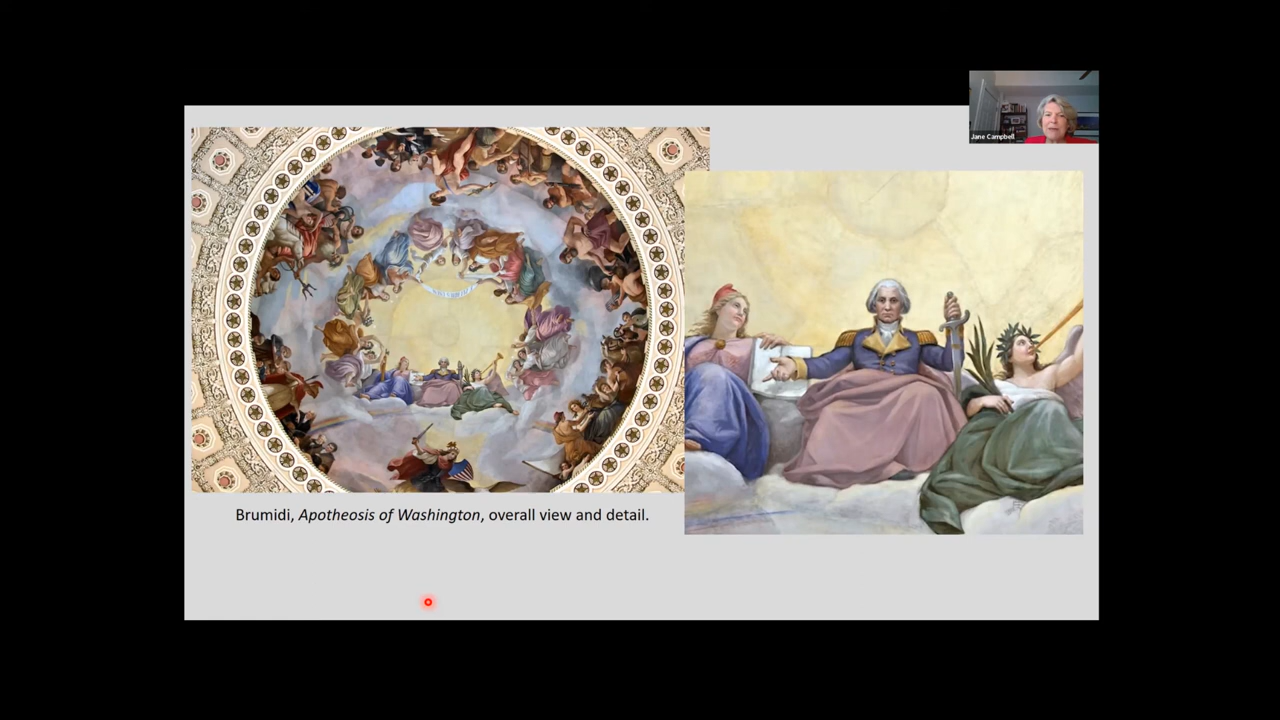 Jane Campbell
Brumidi, Apotheosis of Washington, overall view and detail.